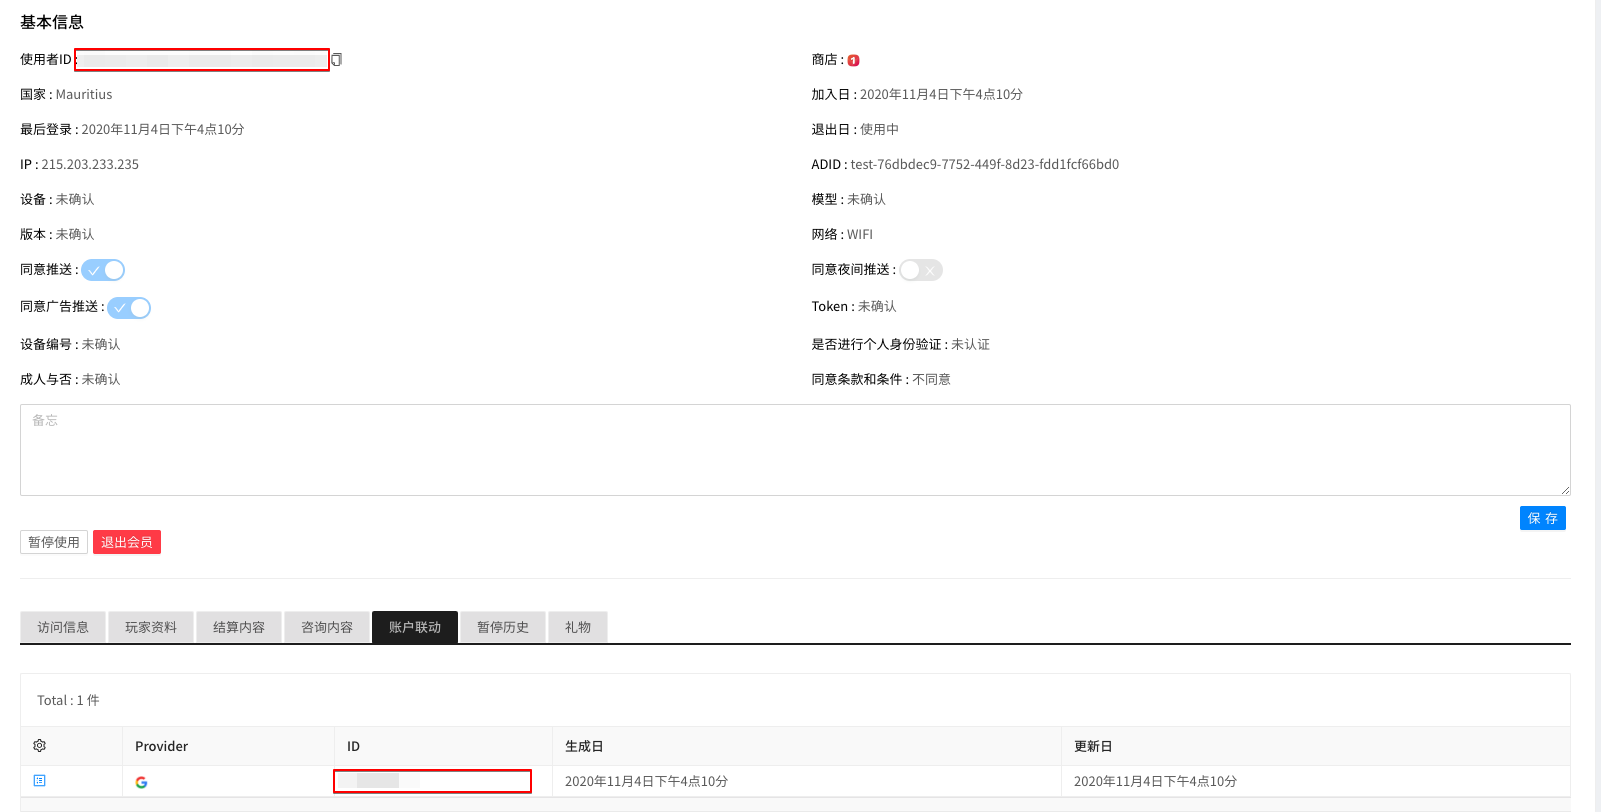 基本信息
使用者ID :
商店 : 1
国家 : Mauritius
加入日 : 2020年11月4日下午4点10分
最后登录 : 2020年11月4日下午4点10分
退出日 : 使用中
IP : 215.203.233.235
ADID : test-76dbdec9-7752-449f-8d23-fdd1fcf66bd0
设备 : 未确认
模型 : 未确认
版本 : 未确认
网络 : WIFI
同意推送 :
同意夜间推送 :
同意广告推送 :
Token : 未确认
设备编号 : 未确认
是否进行个人身份验证 : 未认证
成人与否 : 未确认
同意条款和条件 : 不同意
备忘
保 存
暂停使用 退出会员
访问信息 玩家资料 结算内容 咨询内容 账户联动 暂停历史 礼物
Total : 1 件
Provider ID 生成日 更新日
2020年11月4日下午4点10分 2020年11月4日下午4点10分